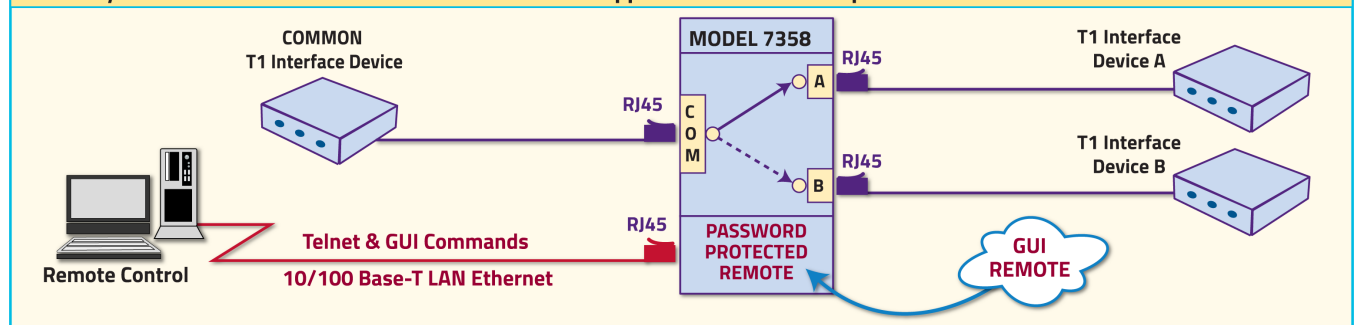 COMMON
T1 Interface Device
MODEL 7358
T1 Interface
Device A
RJ45
RJ45
C
O
M
A
T1 Interface
Device B
RJ45
B
Remote Control
Telnet & GUI Commands
10/100 Base-T LAN Ethernet
RJ45
PASSWORD
PROTECTED
REMOTE
GUI
REMOTE